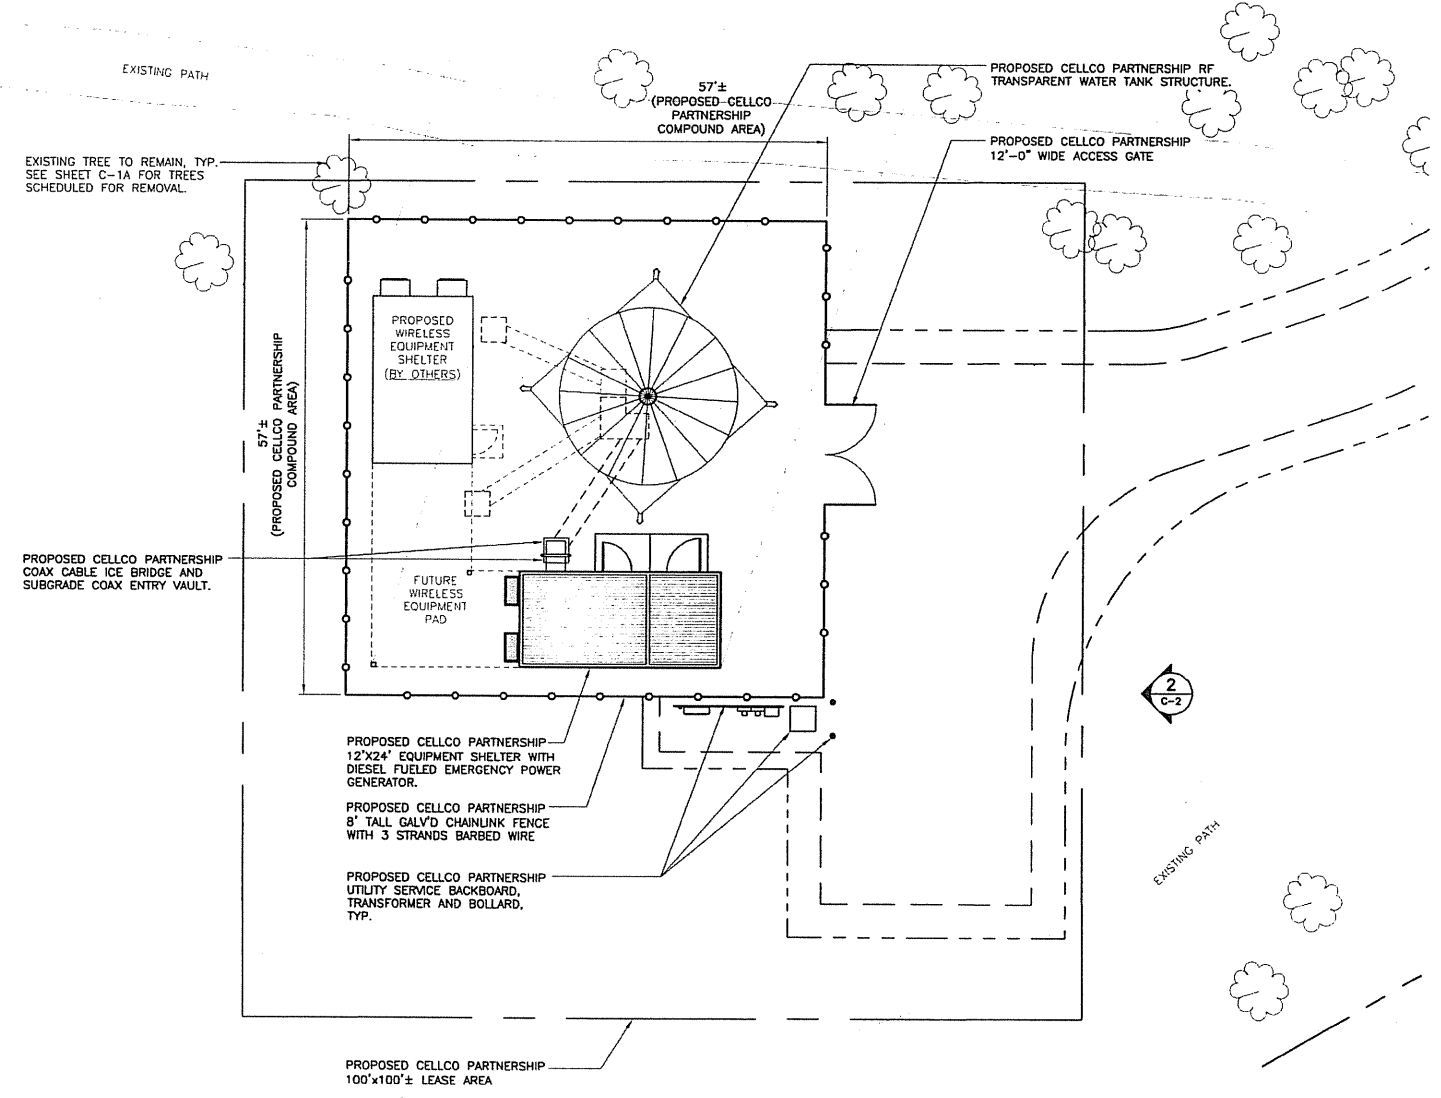 EXISTING PATH
57'±
(PROPOSED CELLCO
PARTNERSHIP
COMPOUND AREA)
PROPOSED CELLCO PARTNERSHIP RF
TRANSPARENT WATER TANK STRUCTURE.
PROPOSED CELLCO PARTNERSHIP
12'-0" WIDE ACCESS GATE
EXISTING TREE TO REMAIN, TYP.
SEE SHEET C-1A FOR TREES
SCHEDULED FOR REMOVAL.
PROPOSED
WIRELESS
EQUIPMENT
SHELTER
(BY OTHERS)
57'±
(PROPOSED CELLCO PARTNERSHIP
COMPOUND AREA)
PROPOSED CELLCO PARTNERSHIP
COAX CABLE ICE BRIDGE AND
SUBGRADE COAX ENTRY VAULT.
FUTURE
WIRELESS
EQUIPMENT
PAD
2
C-2
PROPOSED CELLCO PARTNERSHIP
12'X24' EQUIPMENT SHELTER WITH
DIESEL FUELED EMERGENCY POWER
GENERATOR.
PROPOSED CELLCO PARTNERSHIP
8' TALL GALV'D CHAINLINK FENCE
WITH 3 STRANDS BARBED WIRE
PROPOSED CELLCO PARTNERSHIP
UTILITY SERVICE BACKBOARD,
TRANSFORMER AND BOLLARD,
TYP.
EXISTING PATH
PROPOSED CELLCO PARTNERSHIP
100'x100'± LEASE AREA